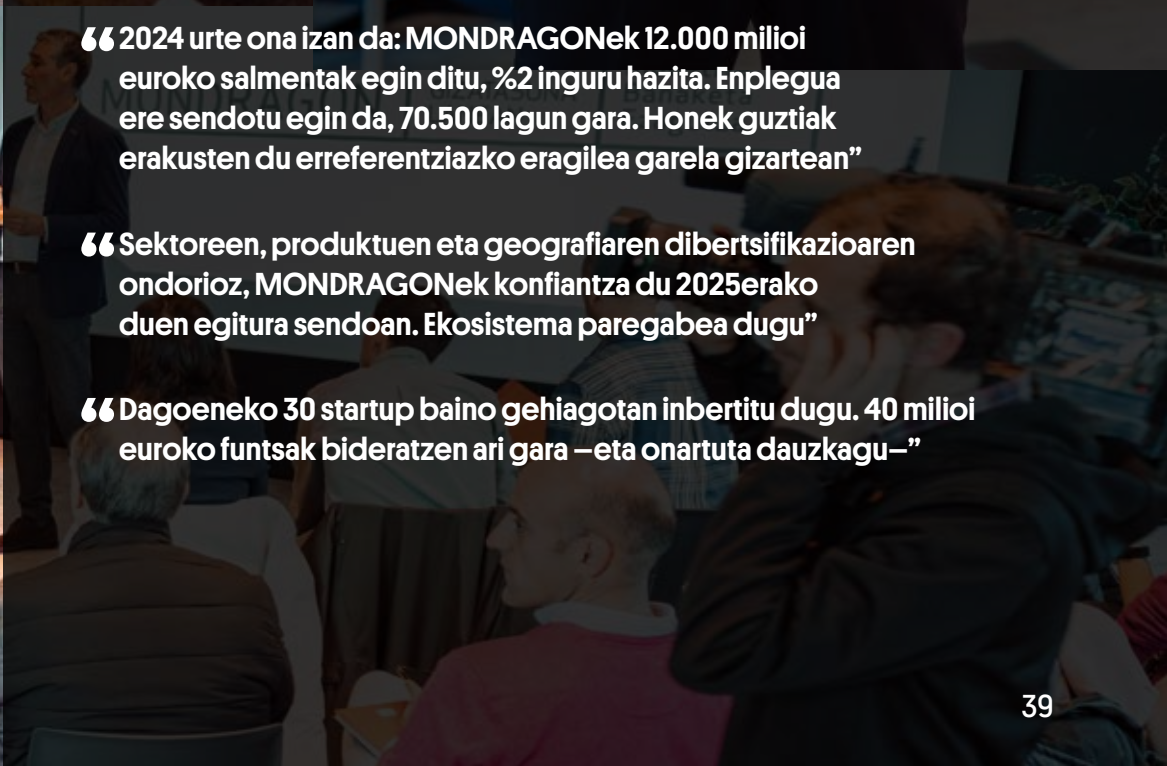 “2024 urte ona izan da: MONDRAGONek 12.000 milioi
euroko salmentak egin ditu, %2 inguru hazita. Enplegua
ere sendotu egin da, 70.500 lagun gara. Honek guztiak
erakusten du erreferentziazko eragilea garela gizartean”
“Sektoreen, produktuen eta geografiaren dibertsifikazioaren
ondorioz, MONDRAGONek konfiantza du 2025erako
duen egitura sendoan. Ekosistema paregabea dugu”
“Dagoeneko 30 startup baino gehiagotan inbertitu dugu. 40 milioi
euroko funtsak bideratzen ari gara –eta onartuta dauzkagu–”
39